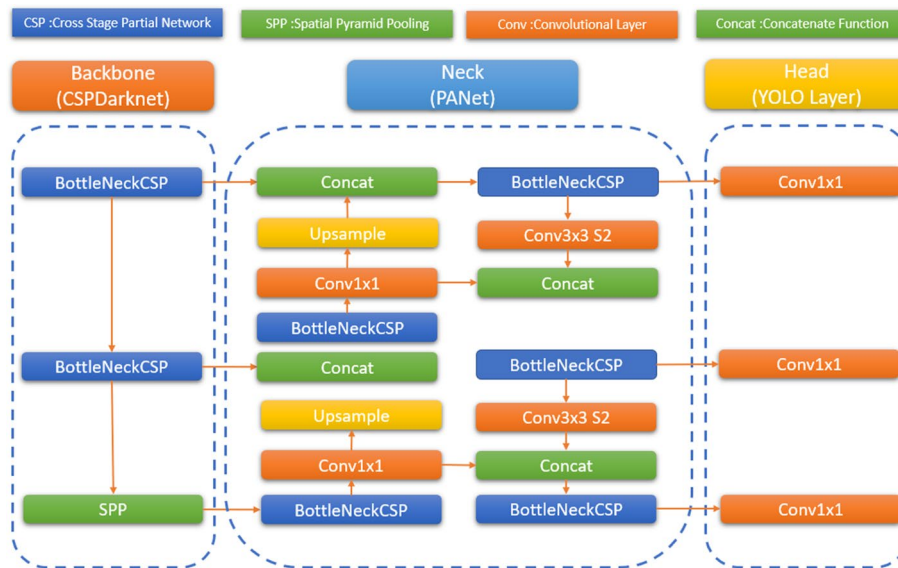 CSP :Cross Stage Partial Network
SPP :Spatial Pyramid Pooling
Conv :Convolutional Layer
Concat :Concatenate Function
Backbone
(CSPDarknet)
Neck
(PANet)
Head
(YOLO Layer)
BottleNeckCSP
Concat
BottleNeckCSP
Conv1x1
Upsample
Conv3x3 S2
Conv1x1
Concat
BottleNeckCSP
BottleNeckCSP
Concat
BottleNeckCSP
Conv1x1
Upsample
Conv3x3 S2
Conv1x1
Concat
SPP
BottleNeckCSP
BottleNeckCSP
Conv1x1